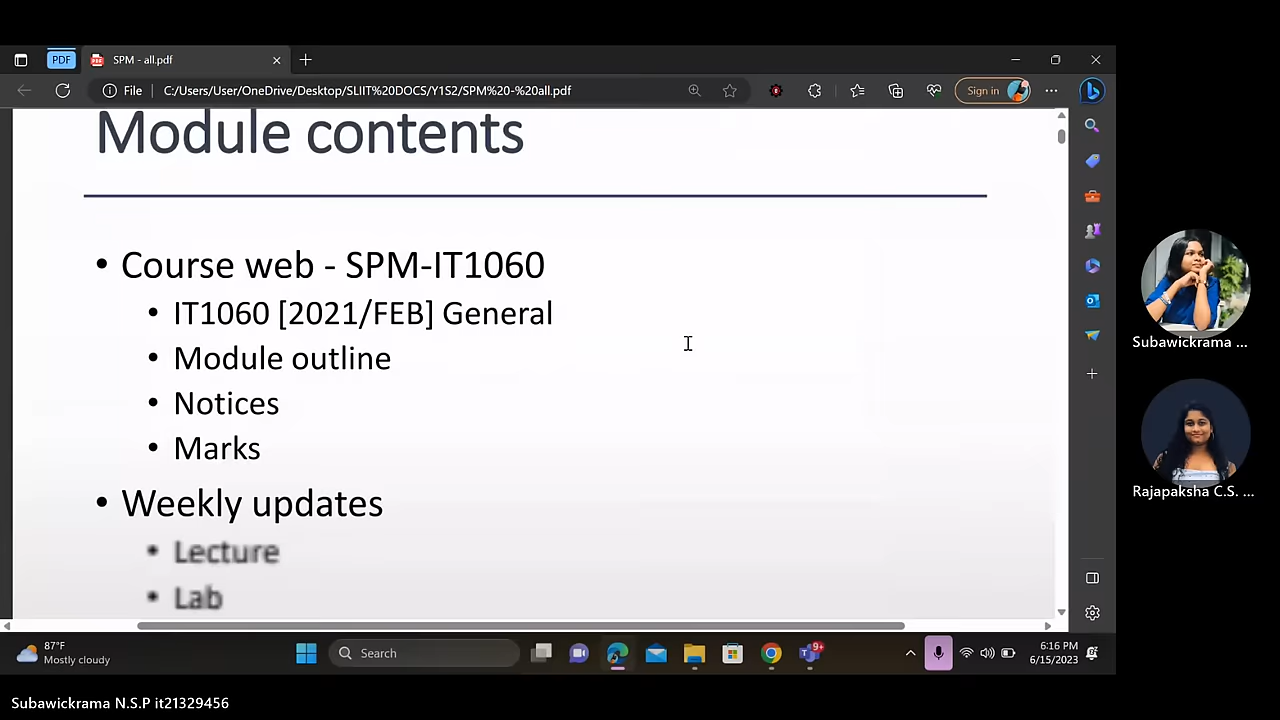 PDF
SPM - all.pdf
File
C:/Users/User/OneDrive/Desktop/SLIIT%20DOCS/Y1S2/SPM%20-%20all.pdf
Sign in
Module contents
• Course web - SPM-IT1060
• IT1060 [2021/FEB] General
• Module outline
• Notices
• Marks
• Weekly updates
• Lecture
• Lab
Subawickrama ...
Rajapaksha C.S. ...
87°F
Mostly cloudy
Search
9+
6:16 PM
6/15/2023
Subawickrama N.S.P it21329456